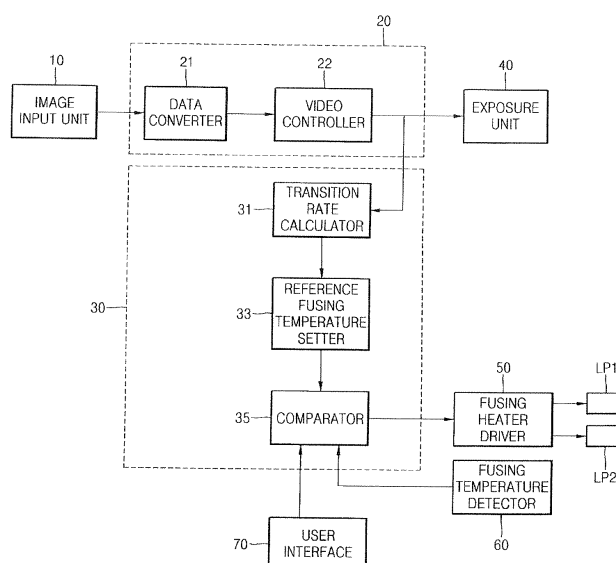 20
10
21
22
40
IMAGE
INPUT UNIT
DATA
CONVERTER
VIDEO
CONTROLLER
EXPOSURE
UNIT
31
TRANSITION
RATE
CALCULATOR
30
33
REFERENCE
FUSING
TEMPERATURE
SETTER
35
COMPARATOR
50
FUSING
HEATER
DRIVER
LP1
LP2
FUSING
TEMPERATURE
DETECTOR
60
70
USER
INTERFACE